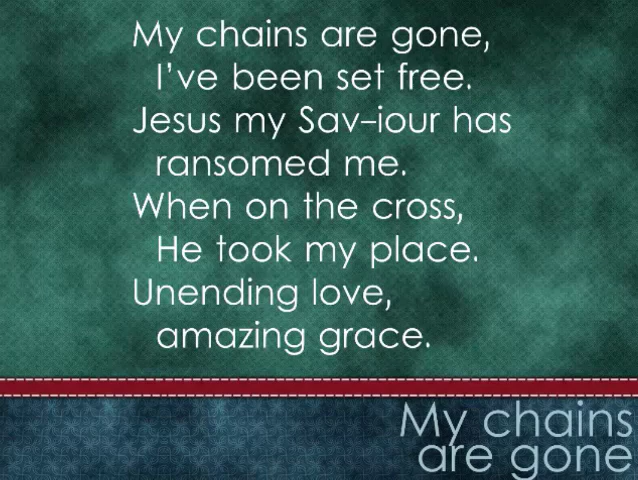 My chains are gone,
I've been set free.
Jesus my Sav–iour has
ransomed me.
When on the cross,
He took my place.
Unending love,
amazing grace.
My chains
are gone